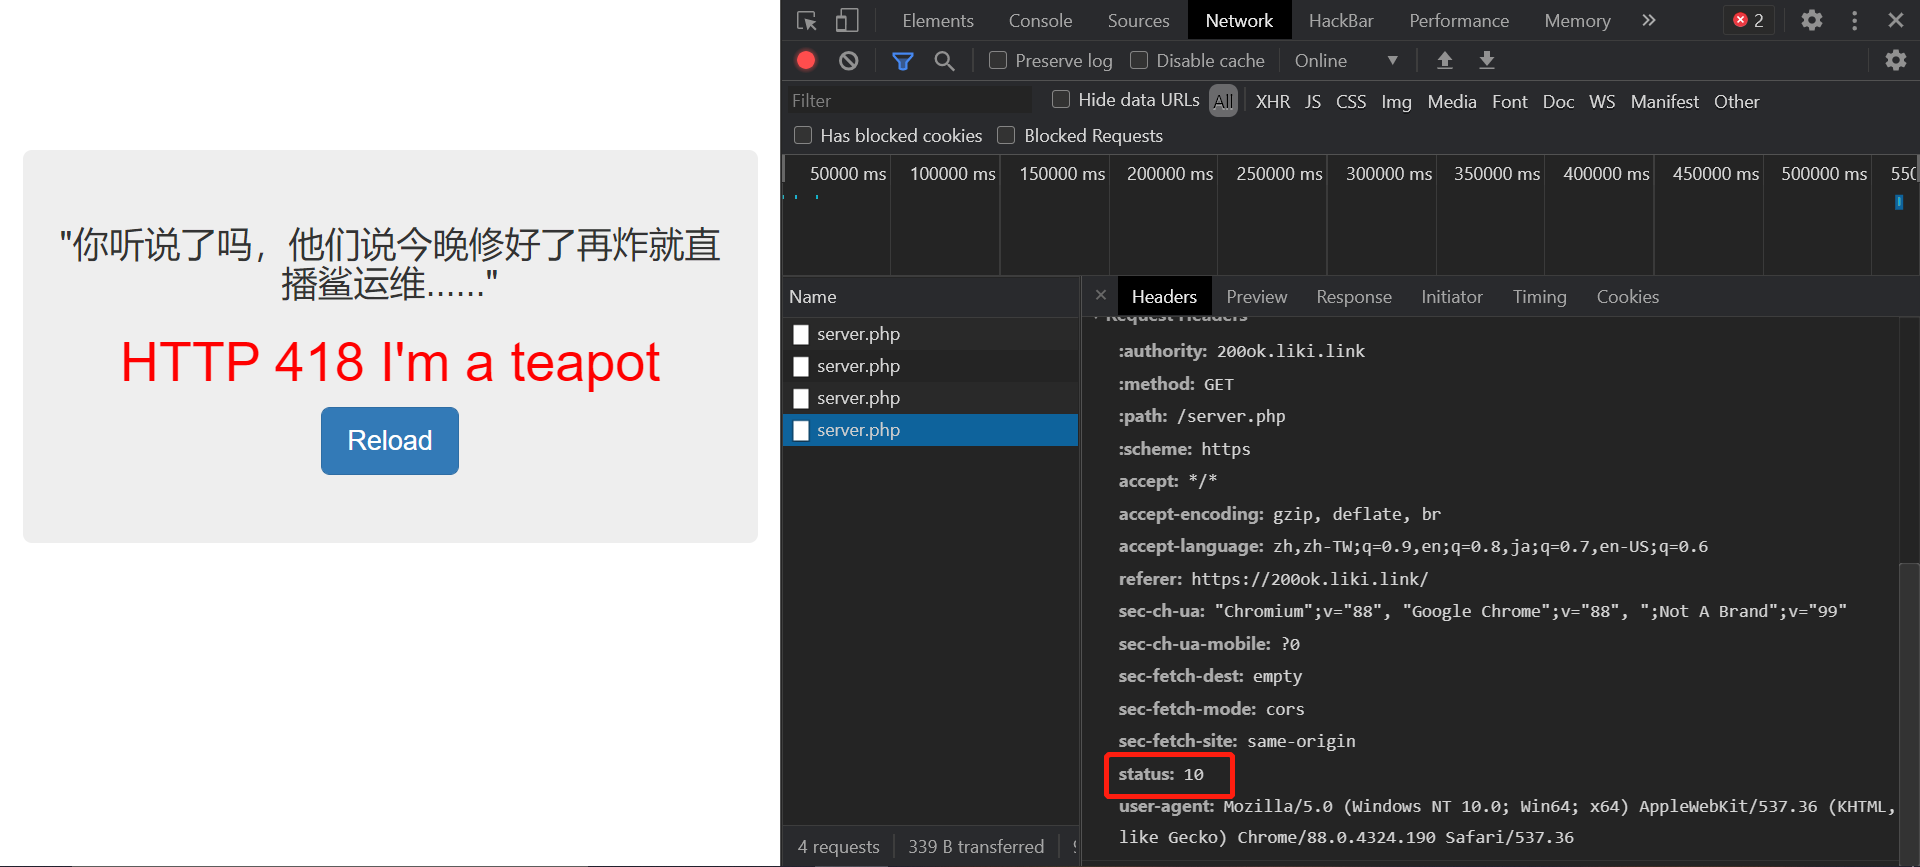 "你听说了吗，他们说今晚修好了再炸就直
播鲨运维......"
HTTP 418 I'm a teapot
Reload
Elements Console Sources Network HackBar Performance Memory » 2
Preserve log Disable cache Online
Filter Hide data URLs All XHR JS CSS Img Media Font Doc WS Manifest Other
Has blocked cookies Blocked Requests
50000 ms 100000 ms 150000 ms 200000 ms 250000 ms 300000 ms 350000 ms 400000 ms 450000 ms 500000 ms
Name
server.php
server.php
server.php
server.php
4 requests 339 B transferred
Headers Preview Response Initiator Timing Cookies
Request Headers
:authority: 200ok.liki.link
:method: GET
:path: /server.php
:scheme: https
accept: */*
accept-encoding: gzip, deflate, br
accept-language: zh,zh-TW;q=0.9,en;q=0.8,ja;q=0.7,en-US;q=0.6
referer: https://200ok.liki.link/
sec-ch-ua: "Chromium";v="88", "Google Chrome";v="88", ";Not A Brand";v="99"
sec-ch-ua-mobile: ?0
sec-fetch-dest: empty
sec-fetch-mode: cors
sec-fetch-site: same-origin
status: 10
user-agent: Mozilla/5.0 (Windows NT 10.0; Win64; x64) AppleWebKit/537.36 (KHTML,
like Gecko) Chrome/88.0.4324.190 Safari/537.36